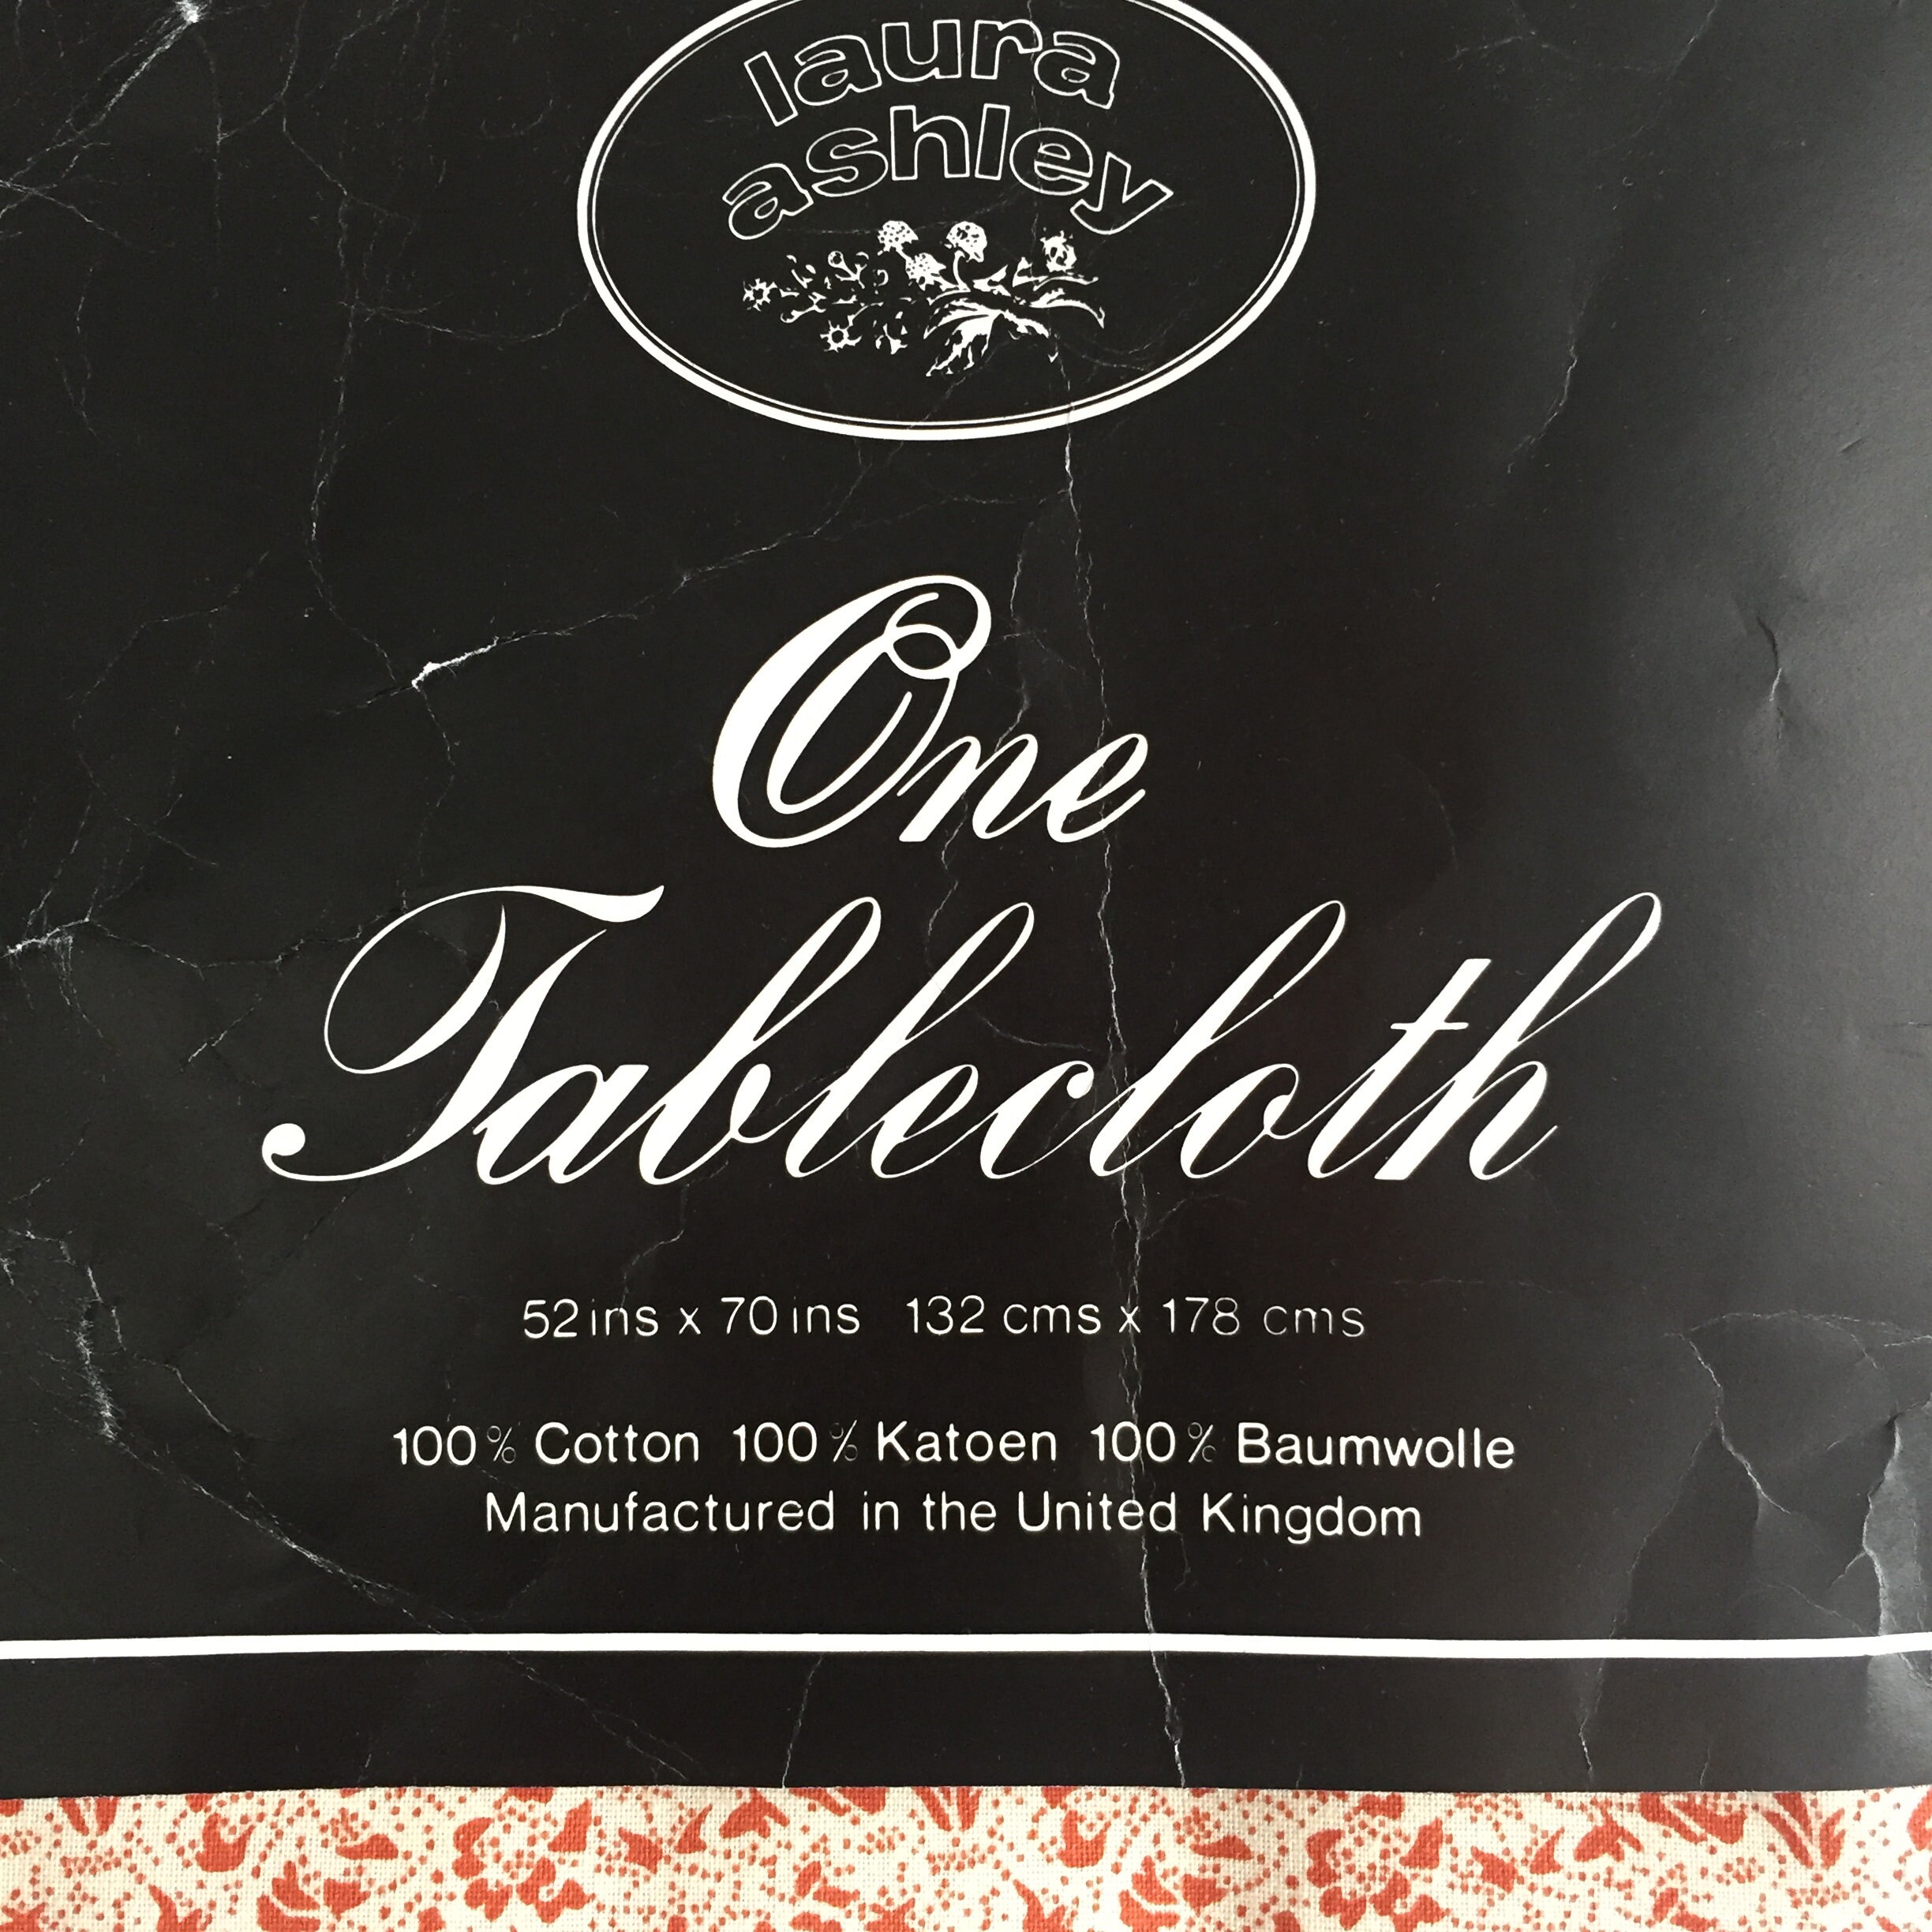 laura
ashley
One
Tablecloth
52 ins x 70 ins 132 cms x 178 cms
100% Cotton 100% Katoen 100% Baumwolle
Manufactured in the United Kingdom